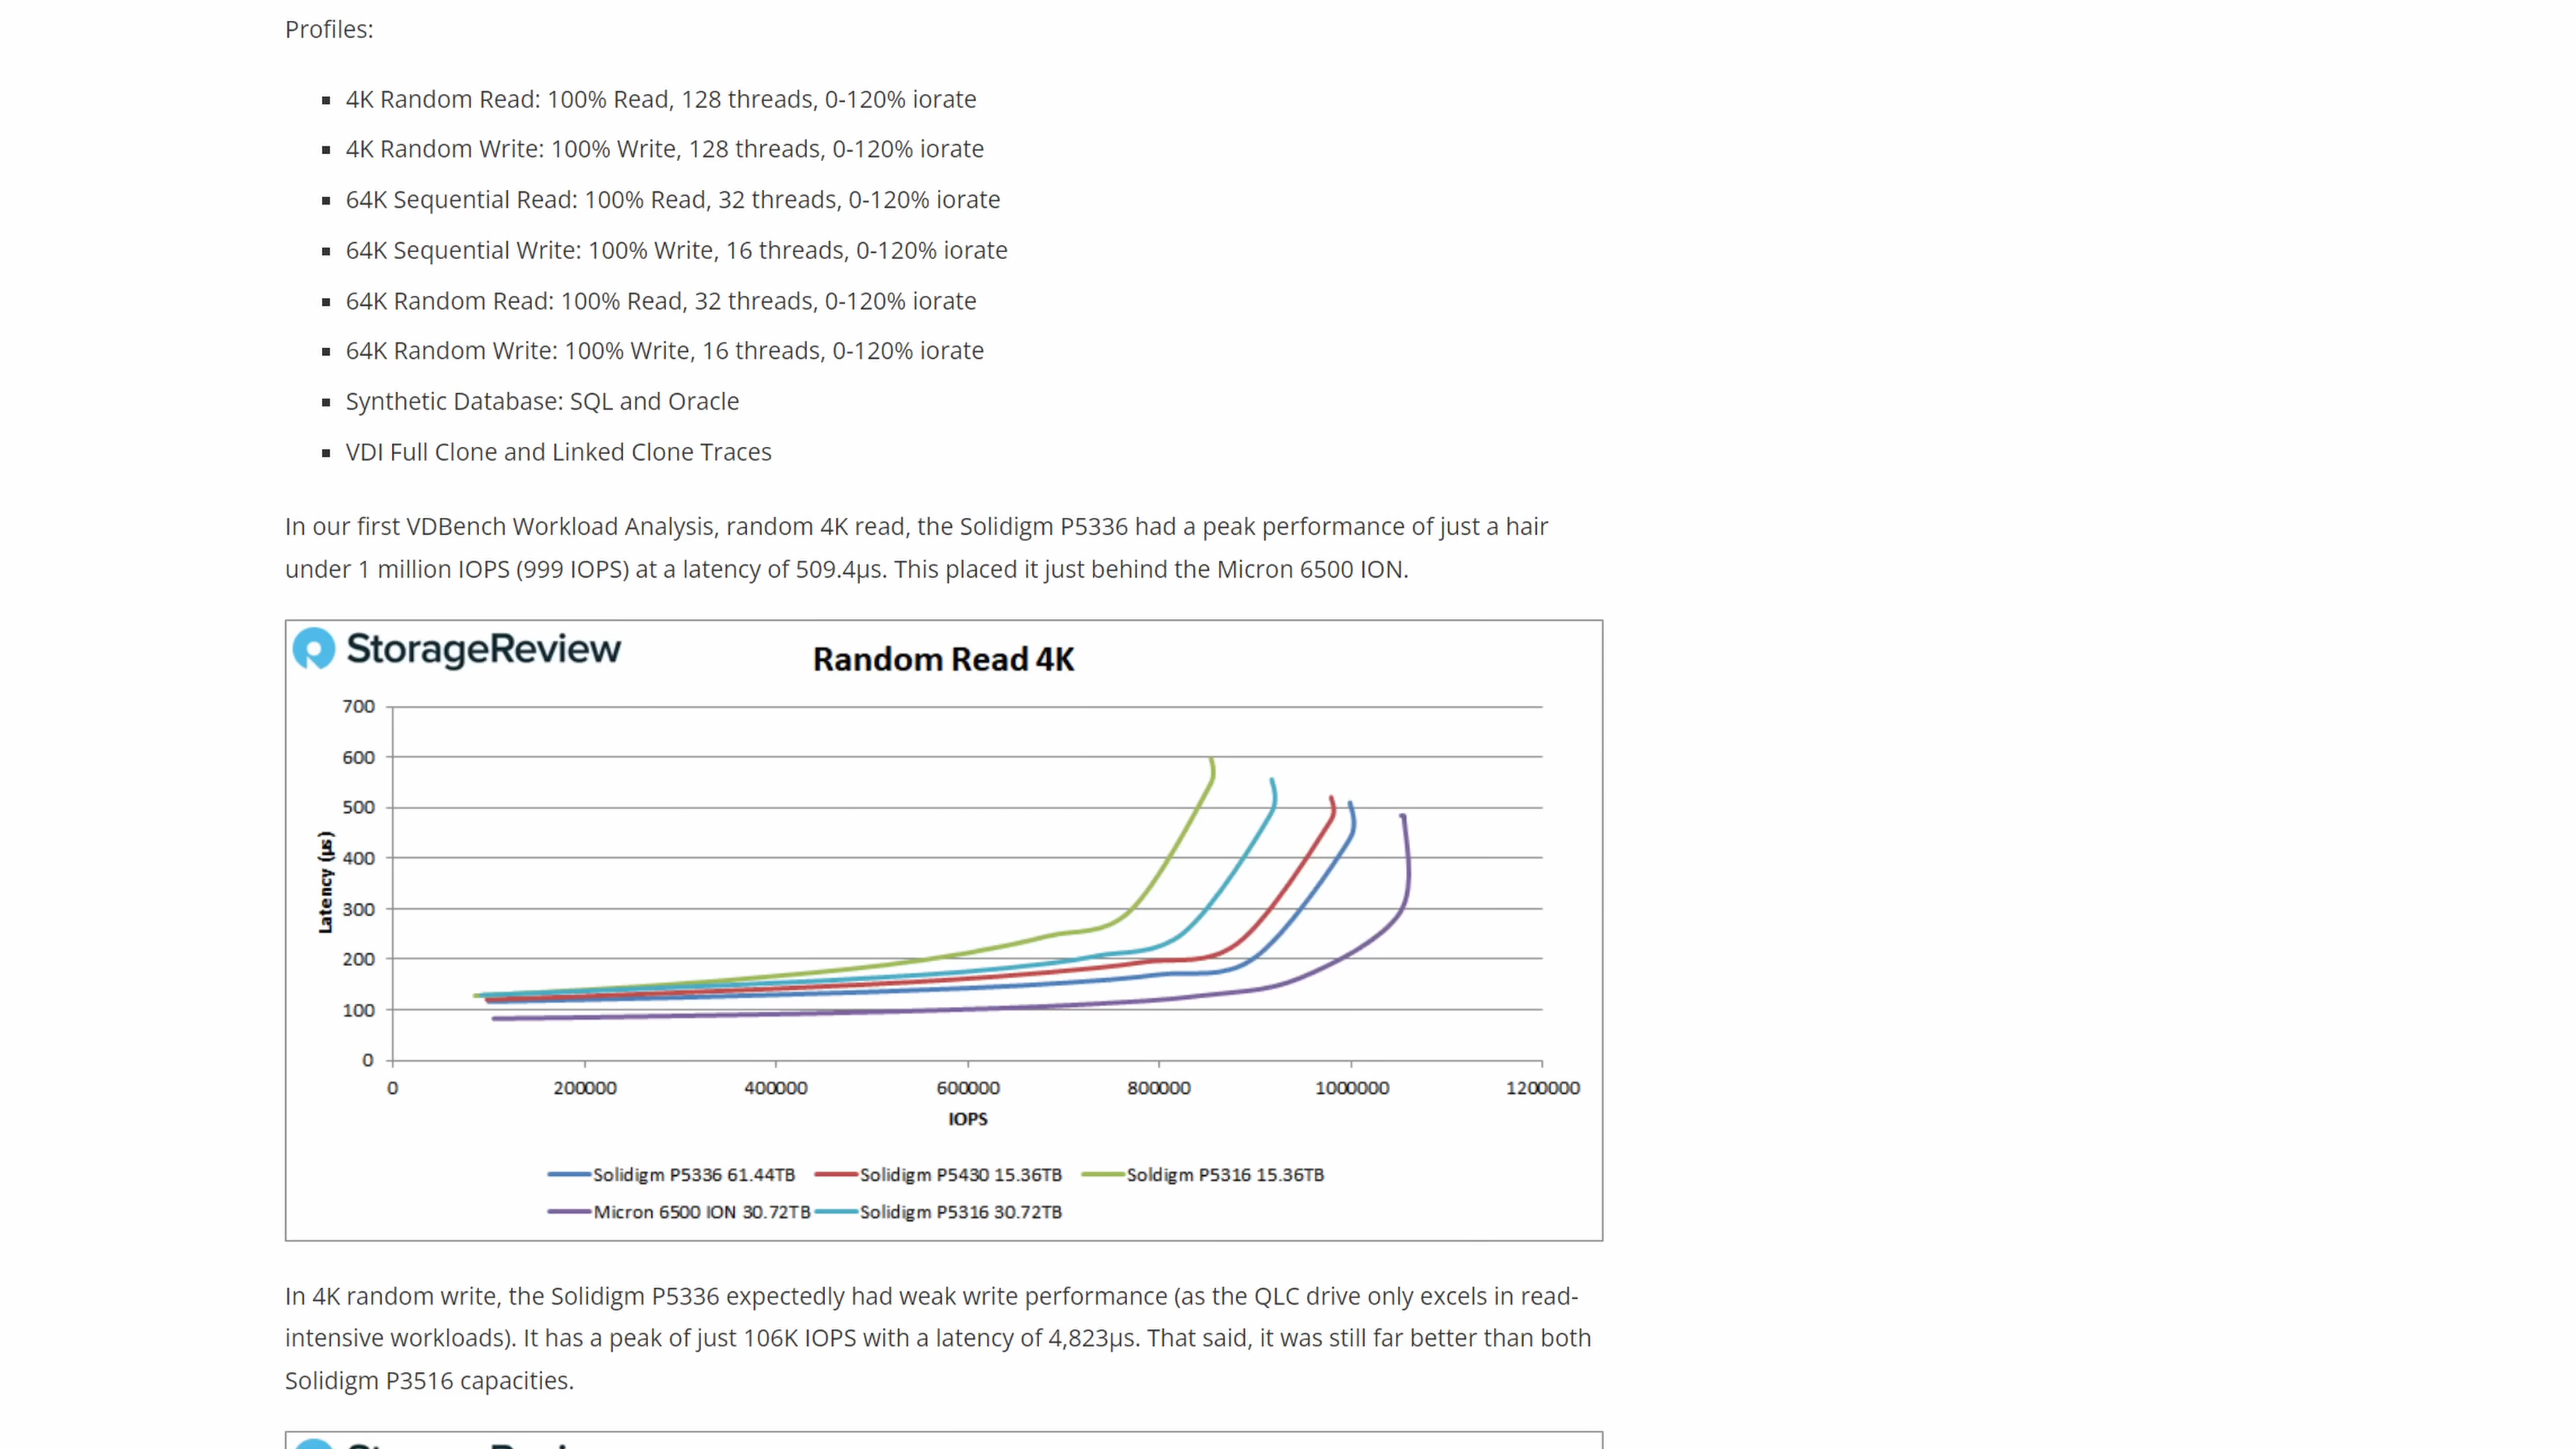 Profiles:
4K Random Read: 100% Read, 128 threads, 0-120% iorate
4K Random Write: 100% Write, 128 threads, 0-120% iorate
64K Sequential Read: 100% Read, 32 threads, 0-120% iorate
64K Sequential Write: 100% Write, 16 threads, 0-120% iorate
64K Random Read: 100% Read, 32 threads, 0-120% iorate
64K Random Write: 100% Write, 16 threads, 0-120% iorate
Synthetic Database: SQL and Oracle
VDI Full Clone and Linked Clone Traces
In our first VDBench Workload Analysis, random 4K read, the Solidigm P5336 had a peak performance of just a hair
under 1 million IOPS (999 IOPS) at a latency of 509.4µs. This placed it just behind the Micron 6500 ION.
StorageReview
Random Read 4K
700
600
500
400
300
200
100
0
Latency (µs)
0 200000 400000 600000 800000 1000000 1200000
IOPS
Solidigm P5336 61.44TB Solidigm P5430 15.36TB Soldigm P5316 15.36TB
Micron 6500 ION 30.72TB Solidigm P5316 30.72TB
In 4K random write, the Solidigm P5336 expectedly had weak write performance (as the QLC drive only excels in read-
intensive workloads). It has a peak of just 106K IOPS with a latency of 4,823µs. That said, it was still far better than both
Solidigm P3516 capacities.